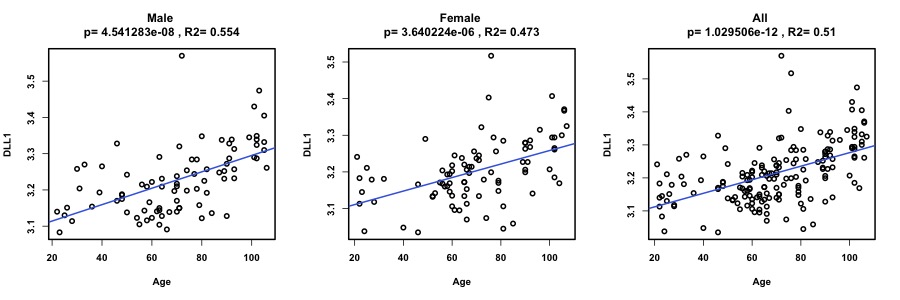 Male
p= 4.541283e-08 , R2= 0.554
DLL1
3.5
3.4
3.3
3.2
3.1
20 40 60 80 100
Age
Female
p= 3.640224e-06 , R2= 0.473
DLL1
3.5
3.4
3.3
3.2
3.1
20 40 60 80 100
Age
All
p= 1.029506e-12 , R2= 0.51
DLL1
3.5
3.4
3.3
3.2
3.1
20 40 60 80 100
Age